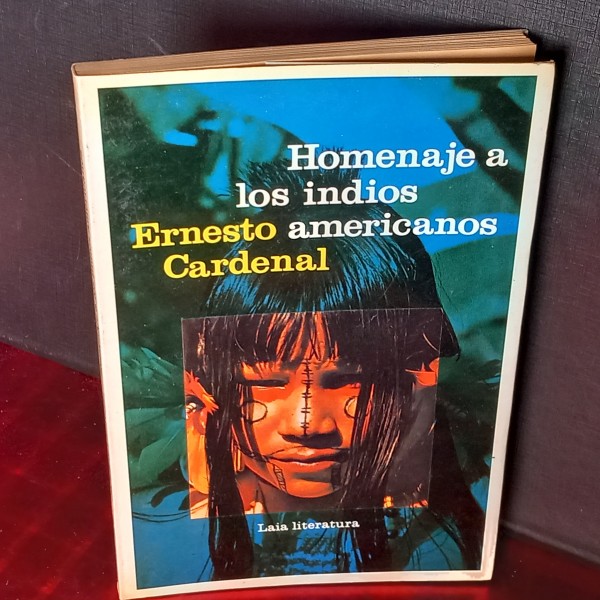 Homenaje a
los indios
americanos
Ernesto
Cardenal
Laia literatura